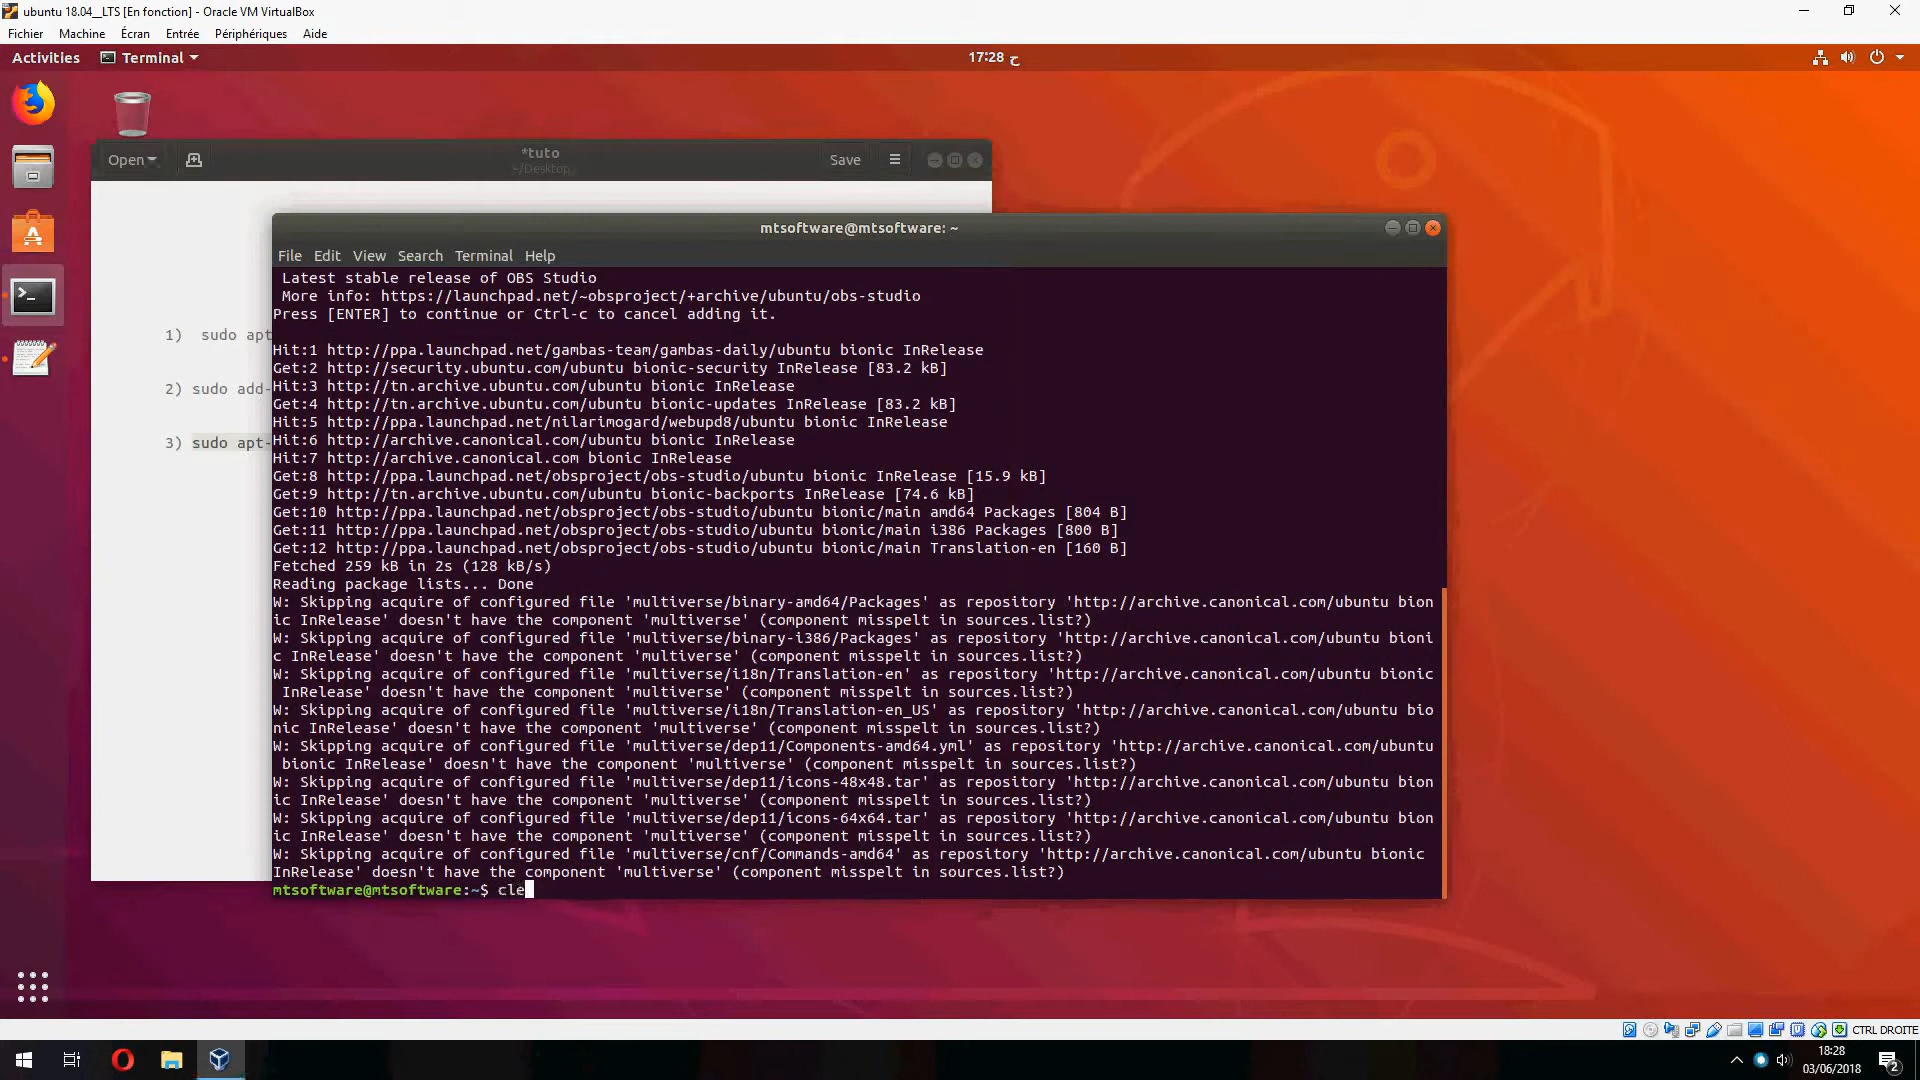 ubuntu 18.04__LTS [En fonction] - Oracle VM VirtualBox
Fichier Machine Écran Entrée Périphériques Aide
Activities Terminal 17:28 ح
Open *tuto Save
~/Desktop
1) sudo apt
2) sudo add-
3) sudo apt-
mtsoftware@mtsoftware: ~
File Edit View Search Terminal Help
Latest stable release of OBS Studio
More info: https://launchpad.net/~obsproject/+archive/ubuntu/obs-studio
Press [ENTER] to continue or Ctrl-c to cancel adding it.
Hit:1 http://ppa.launchpad.net/gambas-team/gambas-daily/ubuntu bionic InRelease
Get:2 http://security.ubuntu.com/ubuntu bionic-security InRelease [83.2 kB]
Hit:3 http://tn.archive.ubuntu.com/ubuntu bionic InRelease
Get:4 http://tn.archive.ubuntu.com/ubuntu bionic-updates InRelease [83.2 kB]
Hit:5 http://ppa.launchpad.net/nilarimogard/webupd8/ubuntu bionic InRelease
Hit:6 http://archive.canonical.com/ubuntu bionic InRelease
Hit:7 http://archive.canonical.com bionic InRelease
Get:8 http://ppa.launchpad.net/obsproject/obs-studio/ubuntu bionic InRelease [15.9 kB]
Get:9 http://tn.archive.ubuntu.com/ubuntu bionic-backports InRelease [74.6 kB]
Get:10 http://ppa.launchpad.net/obsproject/obs-studio/ubuntu bionic/main amd64 Packages [804 B]
Get:11 http://ppa.launchpad.net/obsproject/obs-studio/ubuntu bionic/main i386 Packages [800 B]
Get:12 http://ppa.launchpad.net/obsproject/obs-studio/ubuntu bionic/main Translation-en [160 B]
Fetched 259 kB in 2s (128 kB/s)
Reading package lists... Done
W: Skipping acquire of configured file 'multiverse/binary-amd64/Packages' as repository 'http://archive.canonical.com/ubuntu bion
ic InRelease' doesn't have the component 'multiverse' (component misspelt in sources.list?)
W: Skipping acquire of configured file 'multiverse/binary-i386/Packages' as repository 'http://archive.canonical.com/ubuntu bioni
c InRelease' doesn't have the component 'multiverse' (component misspelt in sources.list?)
W: Skipping acquire of configured file 'multiverse/i18n/Translation-en' as repository 'http://archive.canonical.com/ubuntu bionic
InRelease' doesn't have the component 'multiverse' (component misspelt in sources.list?)
W: Skipping acquire of configured file 'multiverse/i18n/Translation-en_US' as repository 'http://archive.canonical.com/ubuntu bio
nic InRelease' doesn't have the component 'multiverse' (component misspelt in sources.list?)
W: Skipping acquire of configured file 'multiverse/dep11/Components-amd64.yml' as repository 'http://archive.canonical.com/ubuntu
bionic InRelease' doesn't have the component 'multiverse' (component misspelt in sources.list?)
W: Skipping acquire of configured file 'multiverse/dep11/icons-48x48.tar' as repository 'http://archive.canonical.com/ubuntu bion
ic InRelease' doesn't have the component 'multiverse' (component misspelt in sources.list?)
W: Skipping acquire of configured file 'multiverse/dep11/icons-64x64.tar' as repository 'http://archive.canonical.com/ubuntu bion
ic InRelease' doesn't have the component 'multiverse' (component misspelt in sources.list?)
W: Skipping acquire of configured file 'multiverse/cnf/Commands-amd64' as repository 'http://archive.canonical.com/ubuntu bionic
InRelease' doesn't have the component 'multiverse' (component misspelt in sources.list?)
mtsoftware@mtsoftware:~$ cle
CTRL DROITE
18:28
03/06/2018
2